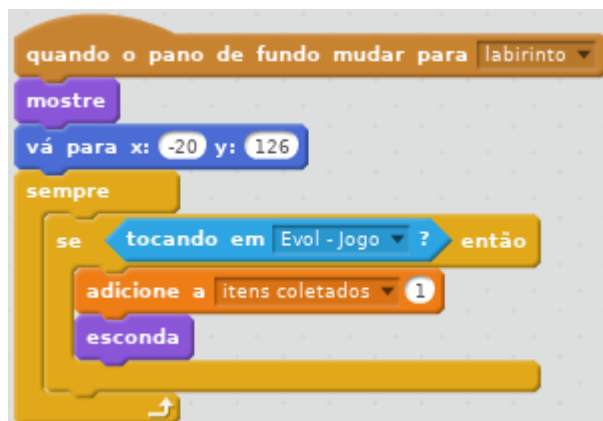 quando o pano de fundo mudar para labirinto
mostre
vá para x: -20 y: 126
sempre
se tocando em Evol - Jogo ? então
adicione a itens coletados 1
esconda